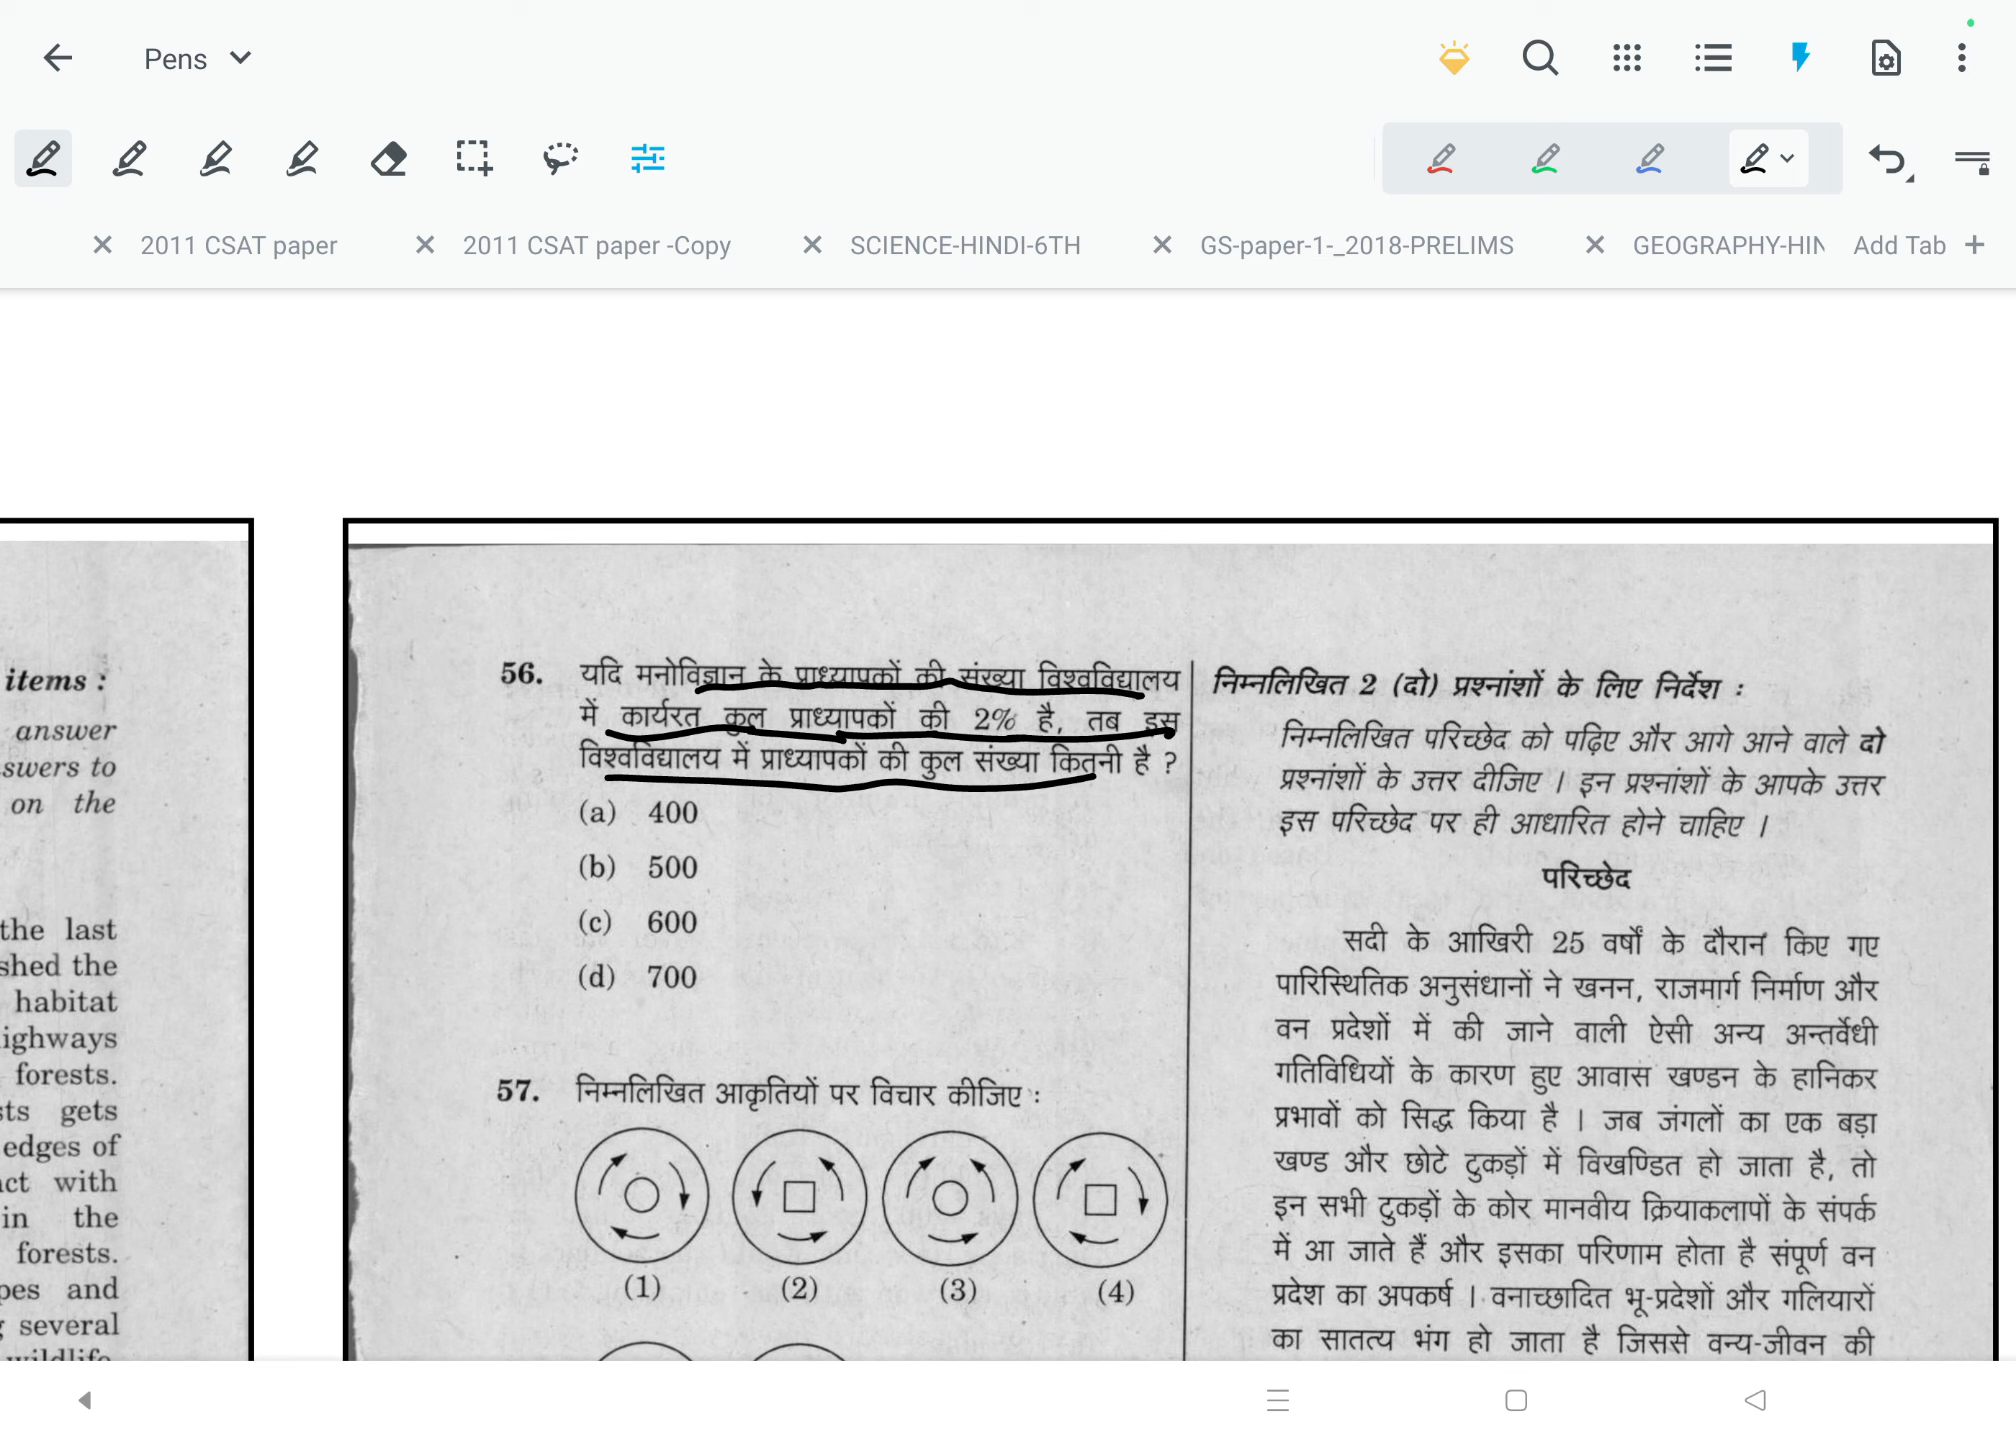 Pens
2011 CSAT paper
2011 CSAT paper -Copy
SCIENCE-HINDI-6TH
GS-paper-1-_2018-PRELIMS
GEOGRAPHY-HIN
Add Tab +
items :
answer
swers to
on the
the last
shed the
habitat
ighways
forests.
sts gets
edges of
act with
in the
forests.
pes and
several
56. यदि मनोविज्ञान के प्राध्यापकों की संख्या विश्वविद्यालय
में कार्यरत कुल प्राध्यापकों की 2% है, तब इस
विश्वविद्यालय में प्राध्यापकों की कुल संख्या कितनी है ?
(a) 400
(b) 500
(c) 600
(d) 700
57. निम्नलिखित आकृतियों पर विचार कीजिए :
(1) (2) (3) (4)
निम्नलिखित 2 (दो) प्रश्नांशों के लिए निर्देश :
निम्नलिखित परिच्छेद को पढ़िए और आगे आने वाले दो
प्रश्नांशों के उत्तर दीजिए । इन प्रश्नांशों के आपके उत्तर
इस परिच्छेद पर ही आधारित होने चाहिए ।
परिच्छेद
सदी के आखिरी 25 वर्षों के दौरान किए गए
पारिस्थितिक अनुसंधानों ने खनन, राजमार्ग निर्माण और
वन प्रदेशों में की जाने वाली ऐसी अन्य अन्तर्वेधी
गतिविधियों के कारण हुए आवास खण्डन के हानिकर
प्रभावों को सिद्ध किया है । जब जंगलों का एक बड़ा
खण्ड और छोटे टुकड़ों में विखण्डित हो जाता है, तो
इन सभी टुकड़ों के कोर मानवीय क्रियाकलापों के संपर्क
में आ जाते हैं और इसका परिणाम होता है संपूर्ण वन
प्रदेश का अपकर्ष । वनाच्छादित भू-प्रदेशों और गलियारों
का सातत्य भंग हो जाता है जिससे वन्य-जीवन की